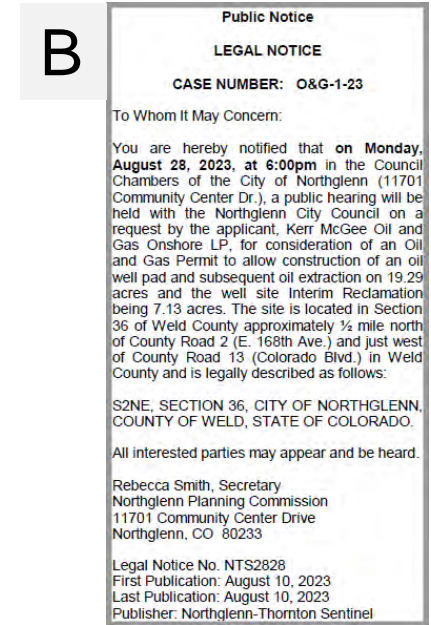 B
Public Notice
LEGAL NOTICE
CASE NUMBER: O&G-1-23
To Whom It May Concern:
You are hereby notified that on Monday,
August 28, 2023, at 6:00pm in the Council
Chambers of the City of Northglenn (11701
Community Center Dr.), a public hearing will be
held with the Northglenn City Council on a
request by the applicant, Kerr McGee Oil and
Gas Onshore LP, for consideration of an Oil
and Gas Permit to allow construction of an oil
well pad and subsequent oil extraction on 19.29
acres and the well site Interim Reclamation
being 7.13 acres. The site is located in Section
36 of Weld County approximately ½ mile north
of County Road 2 (E. 168th Ave.) and just west
of County Road 13 (Colorado Blvd.) in Weld
County and is legally described as follows:
S2NE, SECTION 36, CITY OF NORTHGLENN,
COUNTY OF WELD, STATE OF COLORADO.
All interested parties may appear and be heard.
Rebecca Smith, Secretary
Northglenn Planning Commission
11701 Community Center Drive
Northglenn, CO 80233
Legal Notice No. NTS2828
First Publication: August 10, 2023
Last Publication: August 10, 2023
Publisher: Northglenn-Thornton Sentinel